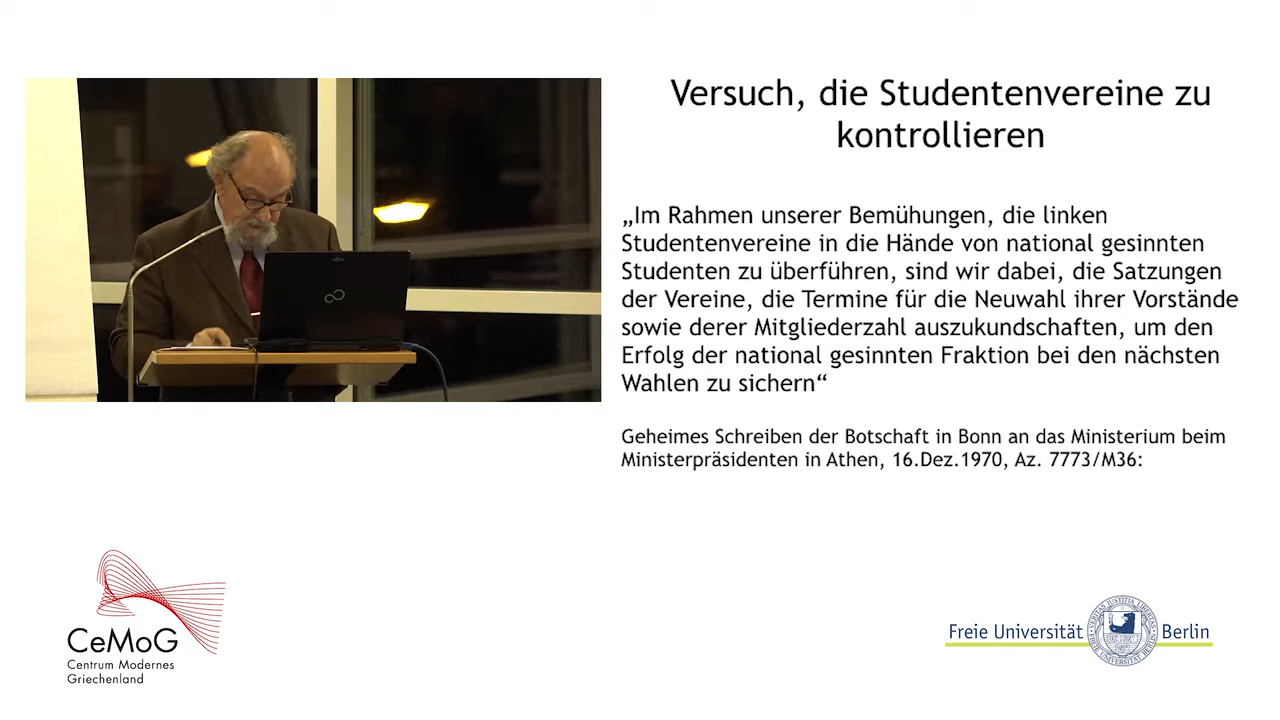 Versuch, die Studentenvereine zu
kontrollieren
„Im Rahmen unserer Bemühungen, die linken
Studentenvereine in die Hände von national gesinnten
Studenten zu überführen, sind wir dabei, die Satzungen
der Vereine, die Termine für die Neuwahl ihrer Vorstände
sowie derer Mitgliederzahl auszukundschaften, um den
Erfolg der national gesinnten Fraktion bei den nächsten
Wahlen zu sichern“
Geheimes Schreiben der Botschaft in Bonn an das Ministerium beim
Ministerpräsidenten in Athen, 16.Dez.1970, Az. 7773/M36:
CeMoG
Centrum Modernes
Griechenland
Freie Universität Berlin